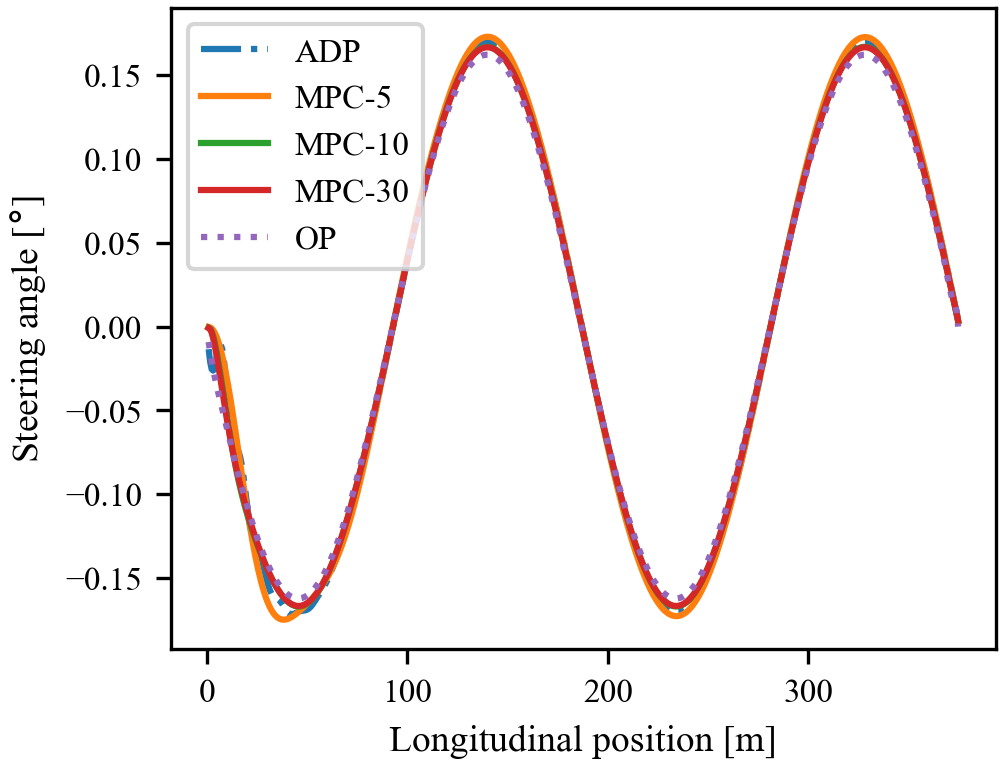 ADP
MPC-5
MPC-10
MPC-30
OP
0.15
0.10
0.05
0.00
−0.05
−0.10
−0.15
Steering angle [°]
0 100 200 300
Longitudinal position [m]